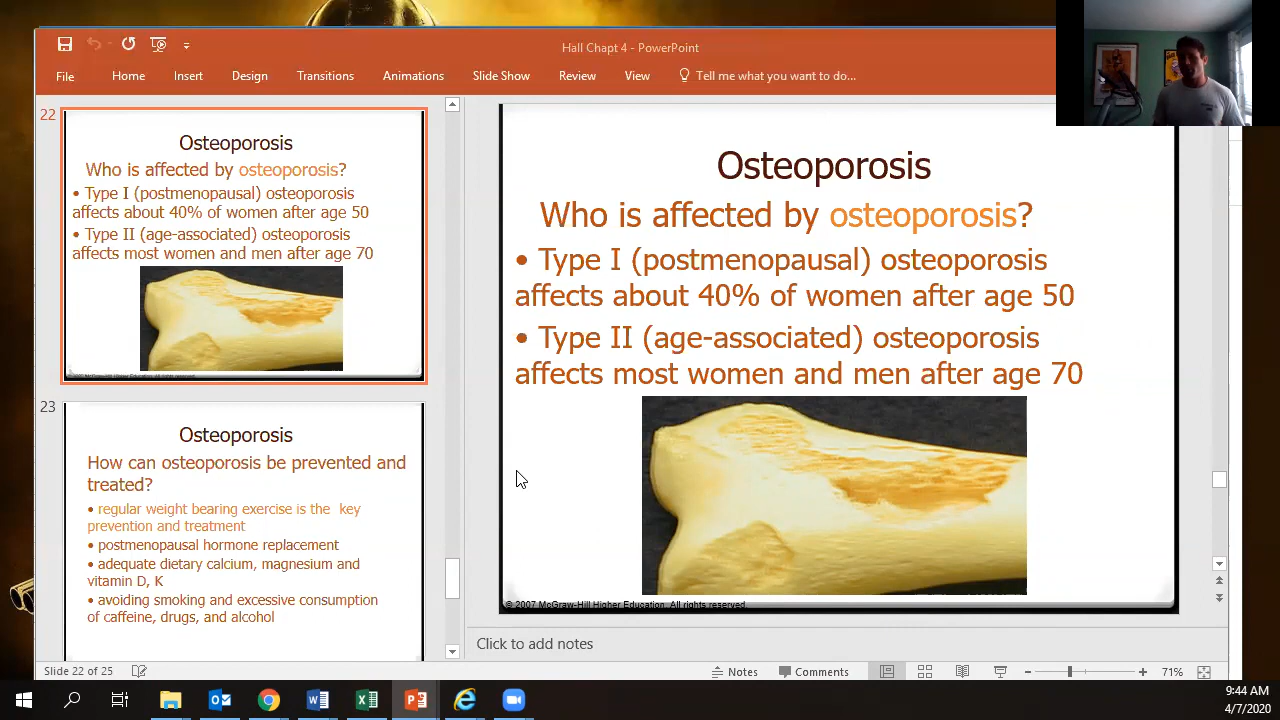 Hall Chapt 4 - PowerPoint
File Home Insert Design Transitions Animations Slide Show Review View Tell me what you want to do...
22
Osteoporosis
Who is affected by osteoporosis?
• Type I (postmenopausal) osteoporosis
affects about 40% of women after age 50
• Type II (age-associated) osteoporosis
affects most women and men after age 70
23
Osteoporosis
How can osteoporosis be prevented and
treated?
• regular weight bearing exercise is the key
prevention and treatment
• postmenopausal hormone replacement
• adequate dietary calcium, magnesium and
vitamin D, K
• avoiding smoking and excessive consumption
of caffeine, drugs, and alcohol
Osteoporosis
Who is affected by osteoporosis?
• Type I (postmenopausal) osteoporosis
affects about 40% of women after age 50
• Type II (age-associated) osteoporosis
affects most women and men after age 70
© 2007 McGraw-Hill Higher Education. All rights reserved.
Click to add notes
Slide 22 of 25 Notes Comments 71%
9:44 AM
4/7/2020